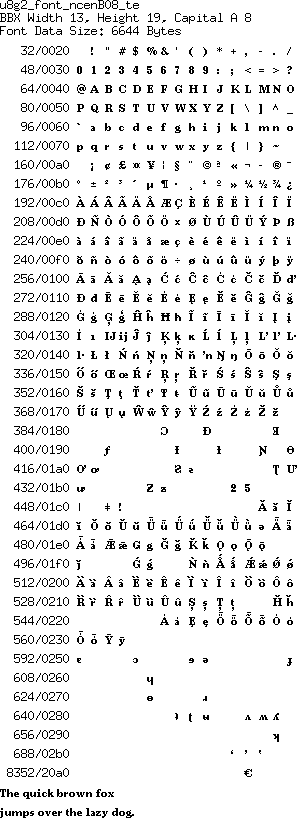 u8g2_font_ncenB08_te
BBX Width 13, Height 19, Capital A 8
Font Data Size: 6644 Bytes
32/0020 ! " # $ % & ' ( ) * + , - . /
48/0030 0 1 2 3 4 5 6 7 8 9 : ; < = > ?
64/0040 @ A B C D E F G H I J K L M N O
80/0050 P Q R S T U V W X Y Z [ \ ] ^ _
96/0060 ` a b c d e f g h i j k l m n o
112/0070 p q r s t u v w x y z { | } ~
160/00a0 ¡ ¢ £ ¤ ¥ ¦ § ¨ © ª « ¬ - ® ¯
176/00b0 ° ± ² ³ ´ µ ¶ · ¸ ¹ º » ¼ ½ ¾ ¿
192/00c0 À Á Â Ã Ä Å Æ Ç È É Ê Ë Ì Í Î Ï
208/00d0 Ð Ñ Ò Ó Ô Õ Ö × Ø Ù Ú Û Ü Ý Þ ß
224/00e0 à á â ã ä å æ ç è é ê ë ì í î ï
240/00f0 ð ñ ò ó ô õ ö ÷ ø ù ú û ü ý þ ÿ
256/0100 Ā ā Ă ă Ą ą Ć ć Ĉ ĉ Ċ ċ Č č Ď ď
272/0110 Đ đ Ē ē Ĕ ĕ Ė ė Ę ę Ě ě Ĝ ĝ Ğ ğ
288/0120 Ġ ġ Ģ ģ Ĥ ĥ Ħ ħ Ĩ ĩ Ī ī Ĭ ĭ Į į
304/0130 İ ı Ĳ ĳ Ĵ ĵ Ķ ķ ĸ Ĺ ĺ Ļ ļ Ľ ľ Ŀ
320/0140 ŀ Ł ł Ń ń Ņ ņ Ň ň ŉ Ŋ ŋ Ō ō Ŏ ŏ
336/0150 Ő ő Œ œ Ŕ ŕ Ŗ ŗ Ř ř Ś ś Ŝ ŝ Ş ş
352/0160 Š š Ţ ţ Ť ť Ŧ ŧ Ũ ũ Ū ū Ŭ ŭ Ů ů
368/0170 Ű ű Ų ų Ŵ ŵ Ŷ ŷ Ÿ Ź ź Ż ż Ž ž
384/0180 Ɔ Ɖ Ǝ
400/0190 ƒ Ɨ Ɲ Ɵ
416/01a0 Ơ ơ Ƨ ƨ Ʈ Ư
432/01b0 ư Ƶ ƶ 2 5
448/01c0 ǀ ǂ ǃ Ǎ ǎ Ǐ
464/01d0 ǐ Ǒ ǒ Ǔ ǔ Ǖ ǖ Ǘ ǘ Ǚ ǚ Ǜ ǜ ǝ Ǟ ǟ
480/01e0 Ǡ ǡ Ǣ ǣ Ǥ ǥ Ǧ ǧ Ǩ ǩ Ǫ ǫ Ǭ ǭ
496/01f0 ǰ Ǵ ǵ Ǹ ǹ Ǻ ǻ Ǽ ǽ Ǿ ǿ
512/0200 Ȁ ȁ Ȃ ȃ Ȅ ȅ Ȇ ȇ Ȉ ȉ Ȋ ȋ Ȍ ȍ Ȏ ȏ
528/0210 Ȑ ȑ Ȓ ȓ Ȕ ȕ Ȗ ȗ Ș ș Ț ț Ȟ ȟ
544/0220 Ȧ ȧ Ȩ ȩ Ȫ ȫ Ȭ ȭ Ȯ ȯ
560/0230 Ȱ ȱ Ȳ ȳ
592/0250 ɐ ɔ ɘ ə ɟ
608/0260 ɥ
624/0270 ɵ ɹ
640/0280 ʇ ʉ ʌ ʍ ʎ
656/0290 ʞ
688/02b0 ʻ ʼ ʽ
8352/20a0 €
The quick brown fox
jumps over the lazy dog.